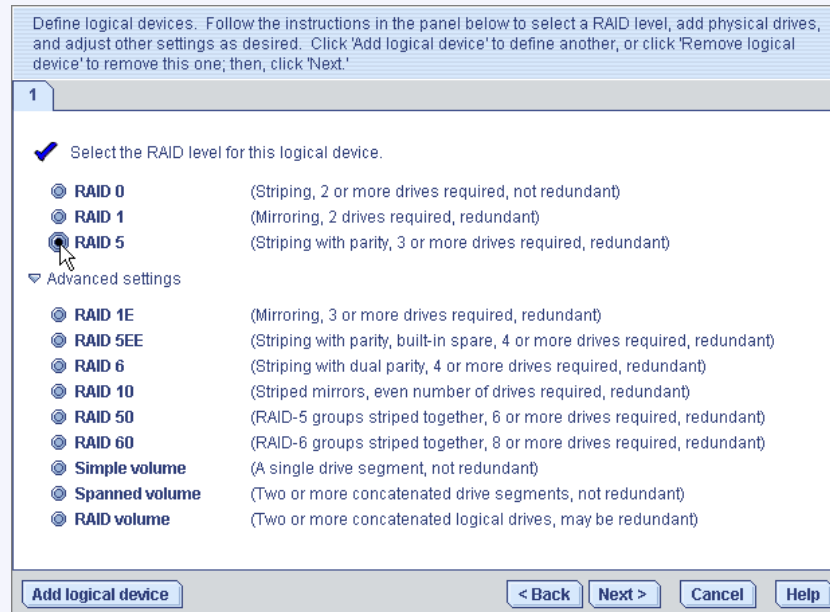 Define logical devices. Follow the instructions in the panel below to select a RAID level, add physical drives,
and adjust other settings as desired. Click 'Add logical device' to define another, or click 'Remove logical
device' to remove this one; then, click 'Next.'
1
Select the RAID level for this logical device.
RAID 0 (Striping, 2 or more drives required, not redundant)
RAID 1 (Mirroring, 2 drives required, redundant)
RAID 5 (Striping with parity, 3 or more drives required, redundant)
Advanced settings
RAID 1E (Mirroring, 3 or more drives required, redundant)
RAID 5EE (Striping with parity, built-in spare, 4 or more drives required, redundant)
RAID 6 (Striping with dual parity, 4 or more drives required, redundant)
RAID 10 (Striped mirrors, even number of drives required, redundant)
RAID 50 (RAID-5 groups striped together, 6 or more drives required, redundant)
RAID 60 (RAID-6 groups striped together, 8 or more drives required, redundant)
Simple volume (A single drive segment, not redundant)
Spanned volume (Two or more concatenated drive segments, not redundant)
RAID volume (Two or more concatenated logical drives, may be redundant)
Add logical device < Back Next > Cancel Help